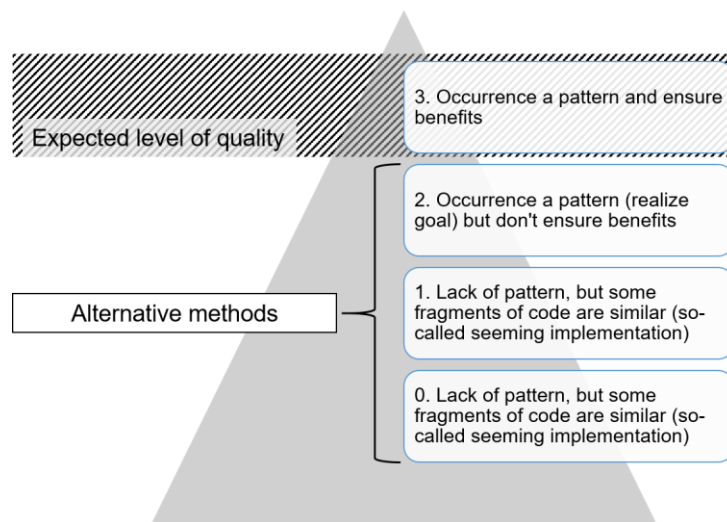 3. Occurrence a pattern and ensure
benefits
Expected level of quality
2. Occurrence a pattern (realize
goal) but don't ensure benefits
Alternative methods
1. Lack of pattern, but some
fragments of code are similar (so-
called seeming implementation)
0. Lack of pattern, but some
fragments of code are similar (so-
called seeming implementation)